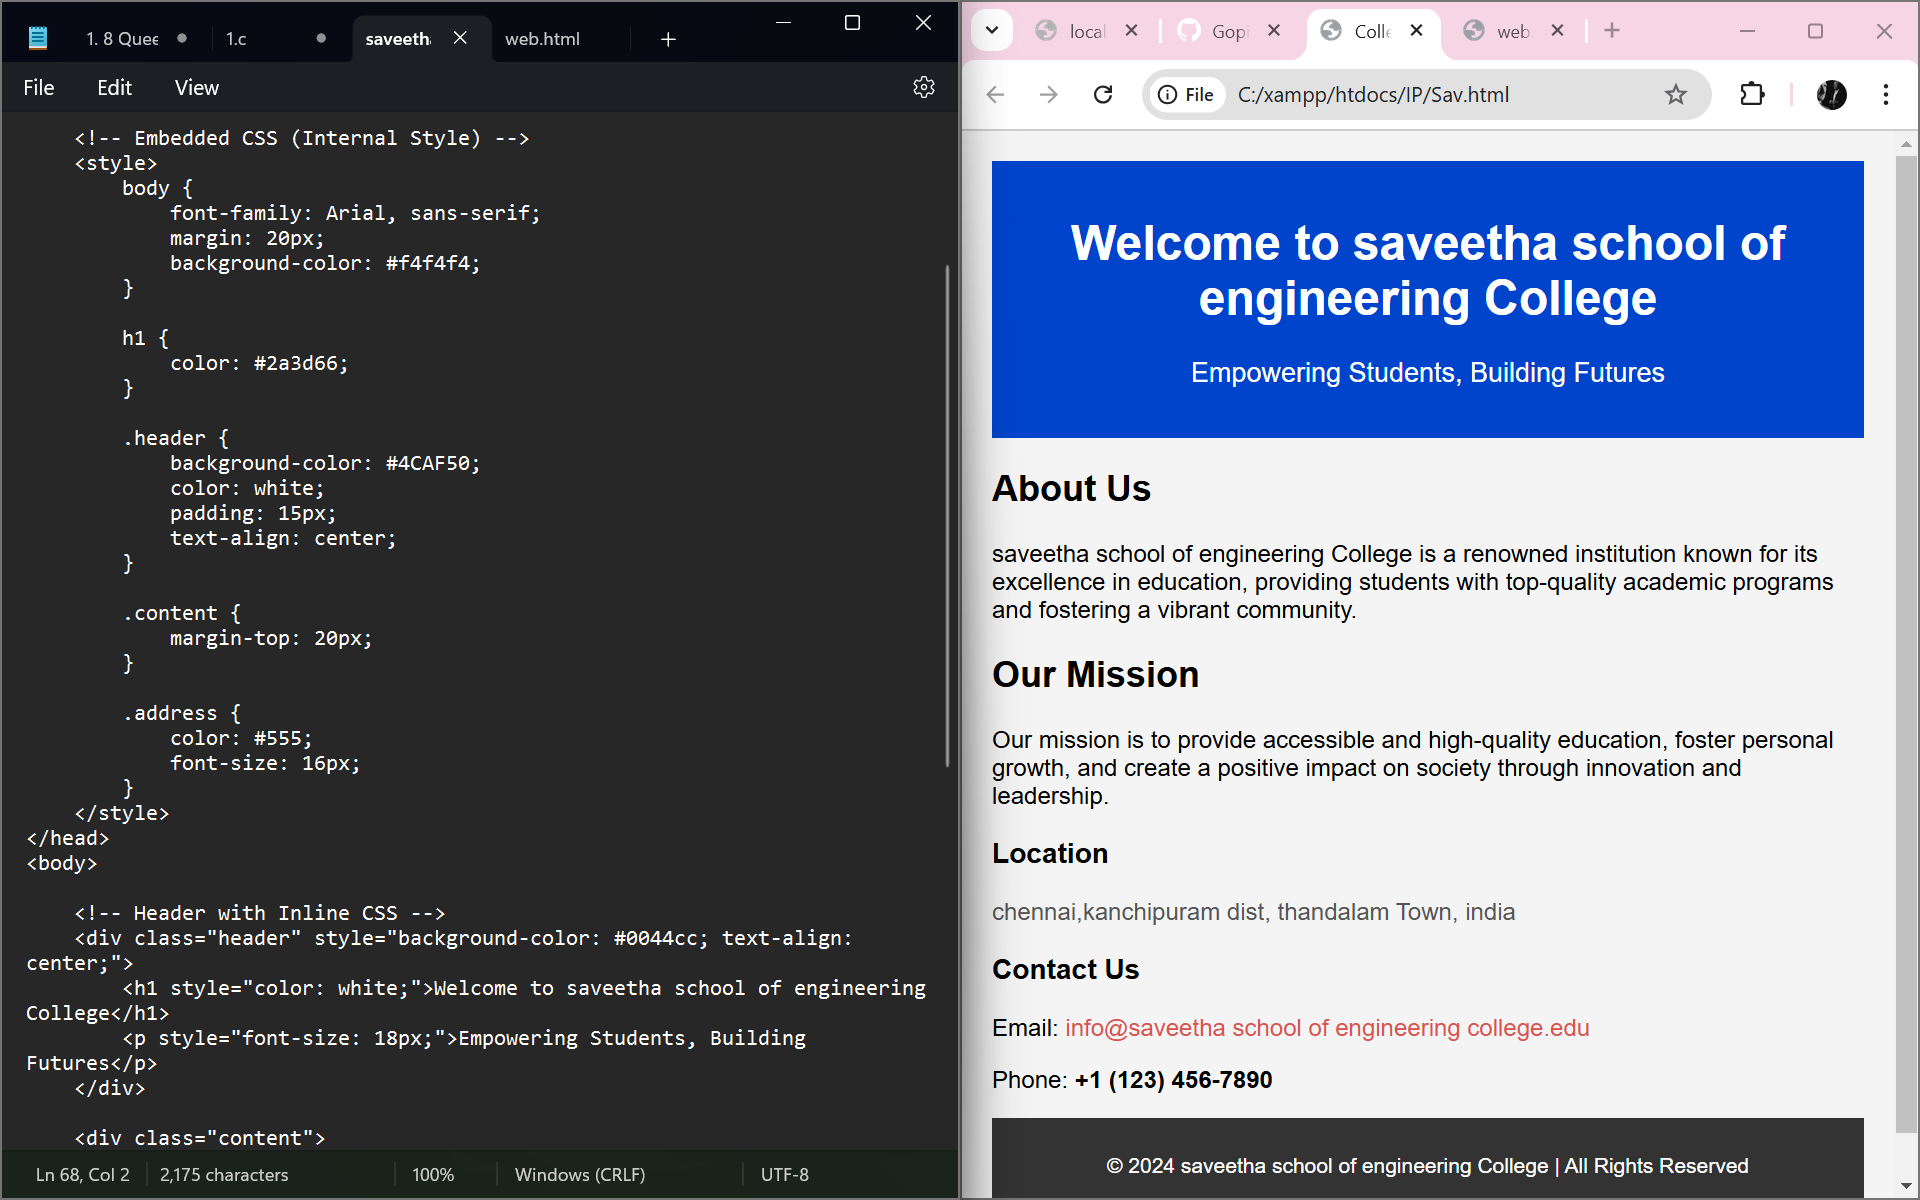 1. 8 Quee
1.c
saveeth
web.html
File
Edit
View
<!-- Embedded CSS (Internal Style) -->
<style>
body {
font-family: Arial, sans-serif;
margin: 20px;
background-color: #f4f4f4;
}
h1 {
color: #2a3d66;
}
.header {
background-color: #4CAF50;
color: white;
padding: 15px;
text-align: center;
}
.content {
margin-top: 20px;
}
.address {
color: #555;
font-size: 16px;
}
</style>
</head>
<body>
<!-- Header with Inline CSS -->
<div class="header" style="background-color: #0044cc; text-align:
center;">
<h1 style="color: white;">Welcome to saveetha school of engineering
College</h1>
<p style="font-size: 18px;">Empowering Students, Building
Futures</p>
</div>
<div class="content">
Ln 68, Col 2
2,175 characters
100%
Windows (CRLF)
UTF-8
local
Gopi
Colle
web.
File
C:/xampp/htdocs/IP/Sav.html
Welcome to saveetha school of
engineering College
Empowering Students, Building Futures
About Us
saveetha school of engineering College is a renowned institution known for its
excellence in education, providing students with top-quality academic programs
and fostering a vibrant community.
Our Mission
Our mission is to provide accessible and high-quality education, foster personal
growth, and create a positive impact on society through innovation and
leadership.
Location
chennai,kanchipuram dist, thandalam Town, india
Contact Us
Email: info@saveetha school of engineering college.edu
Phone: +1 (123) 456-7890
© 2024 saveetha school of engineering College | All Rights Reserved